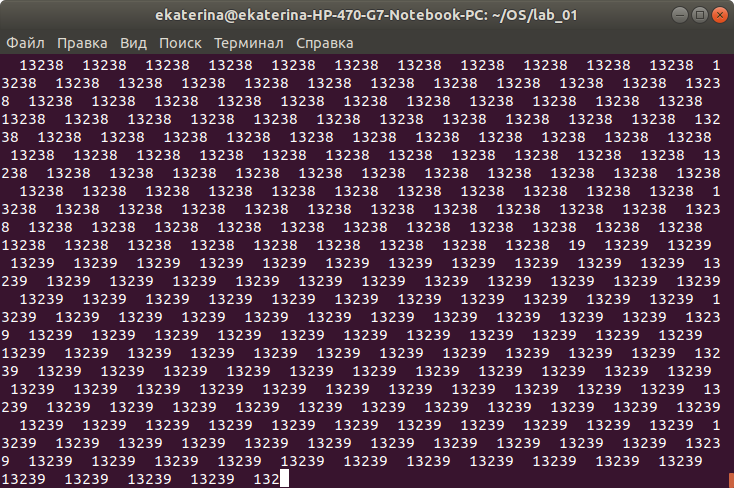 ekaterina@ekaterina-HP-470-G7-Notebook-PC: ~/OS/lab_01
Файл Правка Вид Поиск Терминал Справка
13238 13238 13238 13238 13238 13238 13238 13238 13238 13238 13238 1
3238 13238 13238 13238 13238 13238 13238 13238 13238 13238 13238 1323
8 13238 13238 13238 13238 13238 13238 13238 13238 13238 13238 13238
13238 13238 13238 13238 13238 13238 13238 13238 13238 13238 13238 132
38 13238 13238 13238 13238 13238 13238 13238 13238 13238 13238 13238
13238 13238 13238 13238 13238 13238 13238 13238 13238 13238 13238 13
238 13238 13238 13238 13238 13238 13238 13238 13238 13238 13238 13238
13238 13238 13238 13238 13238 13238 13238 13238 13238 13238 13238 1
3238 13238 13238 13238 13238 13238 13238 13238 13238 13238 13238 1323
8 13238 13238 13238 13238 13238 13238 13238 13238 13238 13238 13238
13238 13238 13238 13238 13238 13238 13238 13238 13238 19 13239 13239
13239 13239 13239 13239 13239 13239 13239 13239 13239 13239 13239 13
239 13239 13239 13239 13239 13239 13239 13239 13239 13239 13239 13239
13239 13239 13239 13239 13239 13239 13239 13239 13239 13239 13239 1
3239 13239 13239 13239 13239 13239 13239 13239 13239 13239 13239 1323
9 13239 13239 13239 13239 13239 13239 13239 13239 13239 13239 13239
13239 13239 13239 13239 13239 13239 13239 13239 13239 13239 13239 132
39 13239 13239 13239 13239 13239 13239 13239 13239 13239 13239 13239
13239 13239 13239 13239 13239 13239 13239 13239 13239 13239 13239 13
239 13239 13239 13239 13239 13239 13239 13239 13239 13239 13239 13239
13239 13239 13239 13239 13239 13239 13239 13239 13239 13239 13239 1
3239 13239 13239 13239 13239 13239 13239 13239 13239 13239 13239 1323
9 13239 13239 13239 13239 13239 13239 13239 13239 13239 13239 13239
13239 13239 13239 13239 132